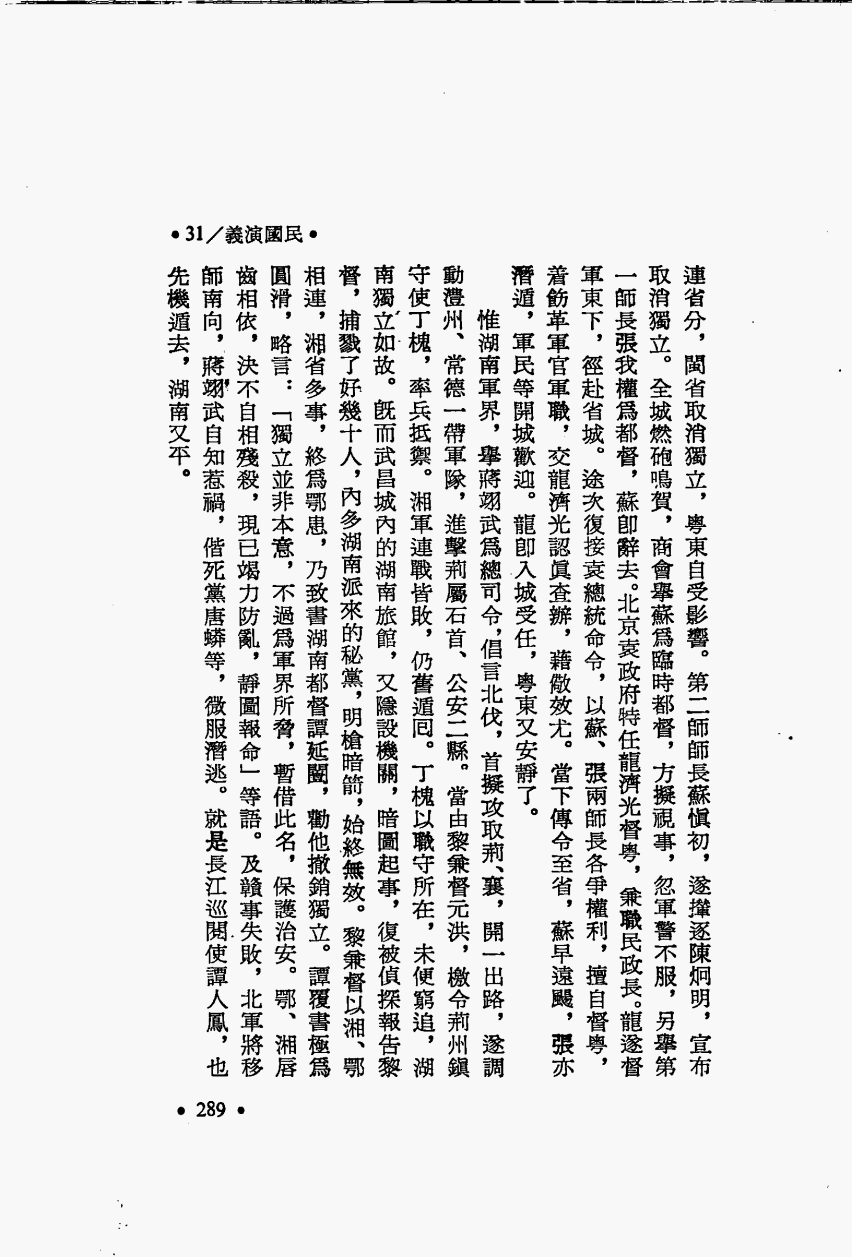 •31／義演國民•
連省分，閩省取消獨立，粵東自受影響。第二師師長蘇愼初，遂攆逐陳炯明，宣布
取消獨立。全城燃砲鳴賀，商會舉蘇爲臨時都督，方擬視事，忽軍警不服，另舉第
一師長張我權爲都督，蘇卽辭去。北京袁政府特任龍濟光督粵，兼職民政長。龍遂督
軍東下，徑赴省城。途次復接袁總統命令，以蘇、張兩師長各爭權利，擅自督粵，
着飭革軍官軍職，交龍濟光認眞查辦，藉儆效尤。當下傳令至省，蘇早遠颺，張亦
潛遁，軍民等開城歡迎。龍卽入城受任，粵東又安靜了。
惟湖南軍界，舉蔣翊武爲總司令，倡言北伐，首擬攻取荊、襄，開一出路，遂調
動澧州、常德一帶軍隊，進擊荊屬石首、公安二縣。當由黎兼督元洪，檄令荊州鎭
守使丁槐，率兵抵禦。湘軍連戰皆敗，仍舊遁囘。丁槐以職守所在，未便窮追，湖
南獨立如故。旣而武昌城內的湖南旅館，又隱設機關，暗圖起事，復被偵探報告黎
督，捕戮了好幾十人，內多湖南派來的秘黨，明槍暗箭，始終無效。黎兼督以湘、鄂
相連，湘省多事，終爲鄂患，乃致書湖南都督譚延闓，勸他撤銷獨立。譚覆書極爲
圓滑，略言：「獨立並非本意，不過爲軍界所脅，暫借此名，保護治安。鄂、湘唇
齒相依，決不自相殘殺，現已竭力防亂，靜圖報命」等語。及贛事失敗，北軍將移
師南向，蔣翊武自知惹禍，偕死黨唐蟒等，微服潛逃。就是長江巡閱使譚人鳳，也
先機遁去，湖南又平。
• 289 •